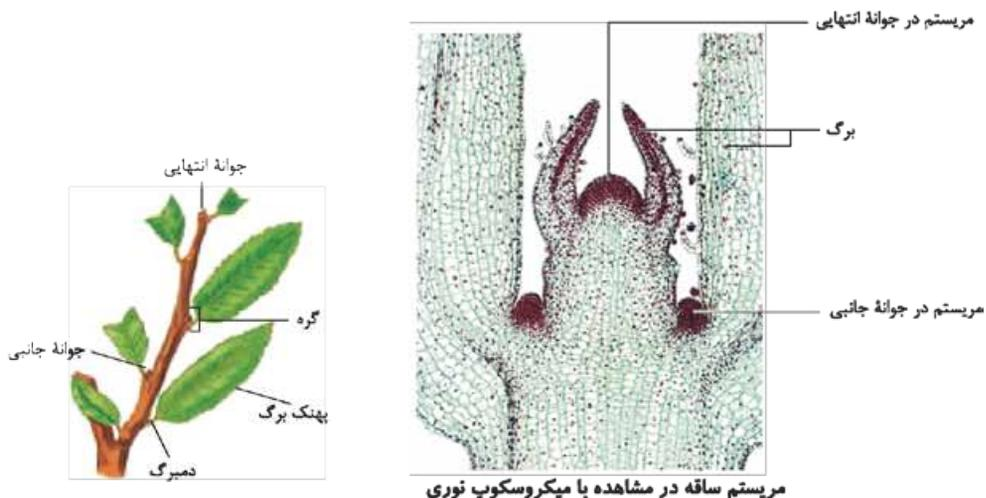 مریستم در جوانهٔ انتهایی
برگ
مریستم در جوانهٔ جانبی
جوانهٔ انتهایی
گره
جوانهٔ جانبی
پهنک برگ
دمبرگ
مریستم ساقه در مشاهده با میکروسکوپ نوری